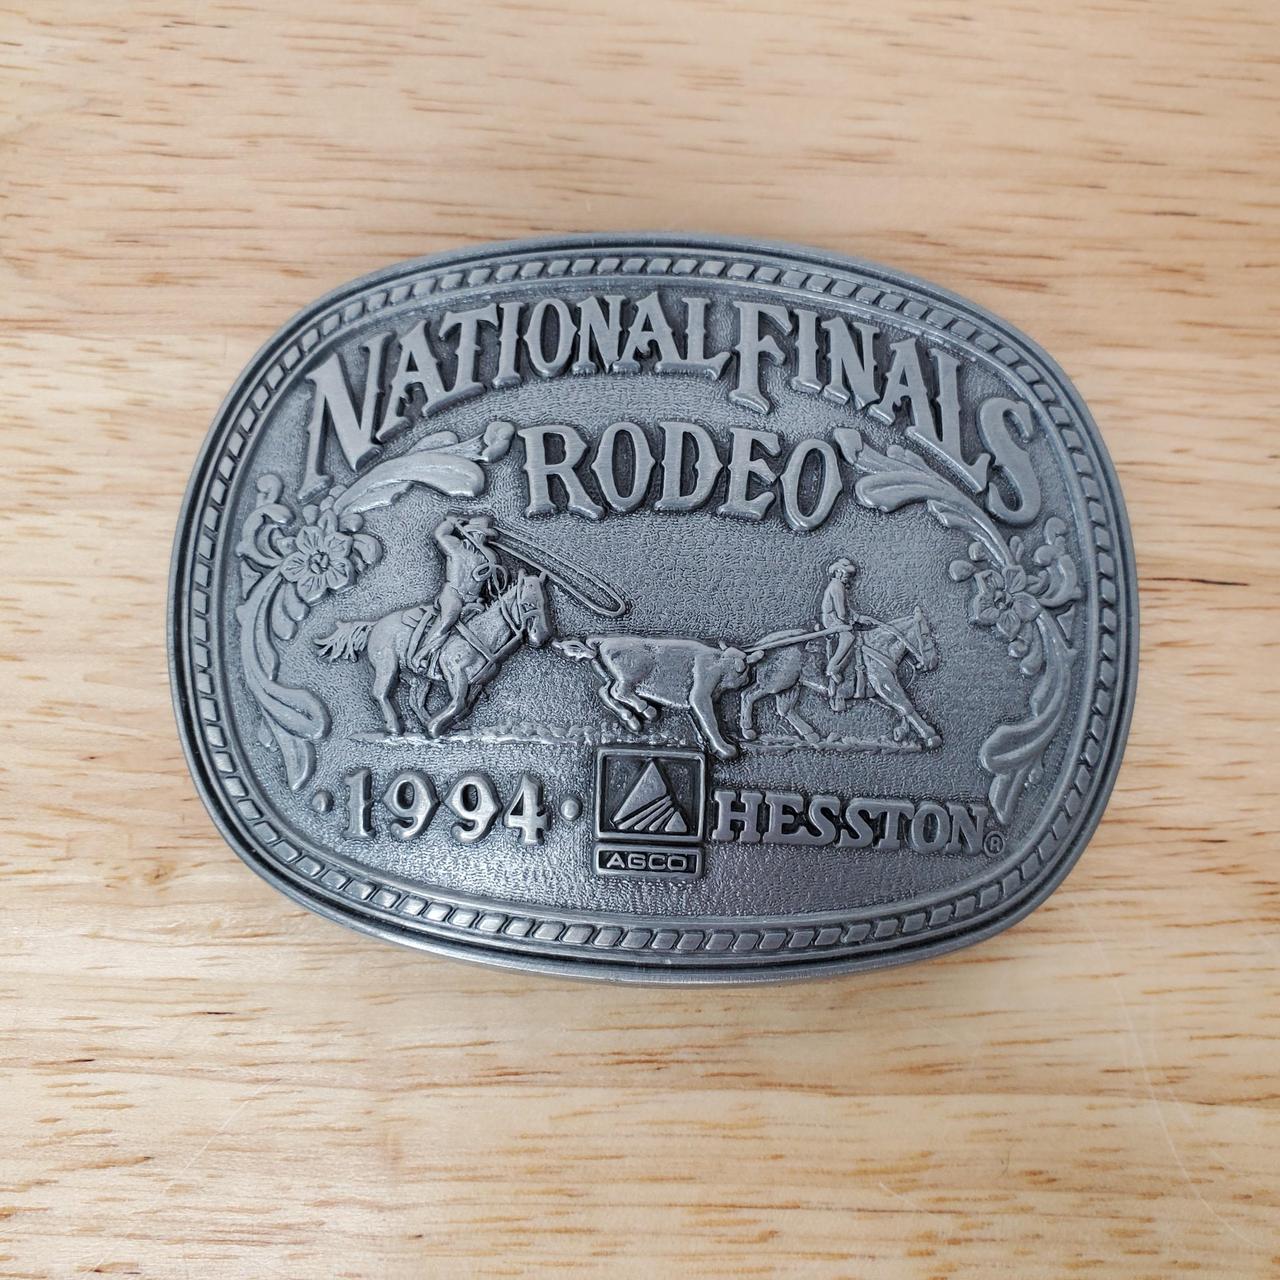 NATIONAL FINALS
RODEO
·1994·
HESSTON®
AGCO